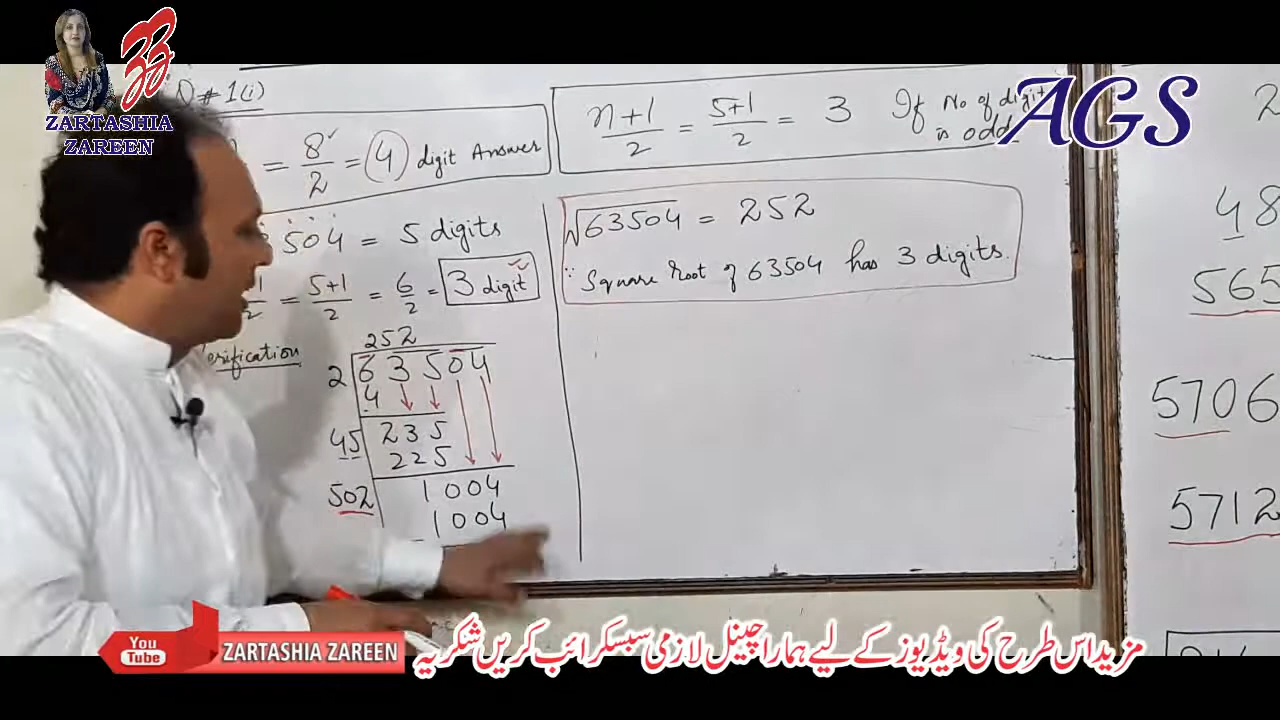 ZARTASHIA
ZAREEN
# 1(i)
= 8/2 = 4 digit Answer
n+1/2 = 5+1/2 = 3 If No of digit
is odd
AGS
504 = 5 digits
= 5+1/2 = 6/2 = 3 digit
√63504 = 252
∵ Square root of 63504 has 3 digits.
erification
252
2 63504
4
45 235
225
502 1004
1004
2
48
565
5706
5712
You
Tube
ZARTASHIA ZAREEN
مزید اس طرح کی ویڈیوز کے لیے ہمارا چینل لازمی سبسکرائب کریں شکریہ